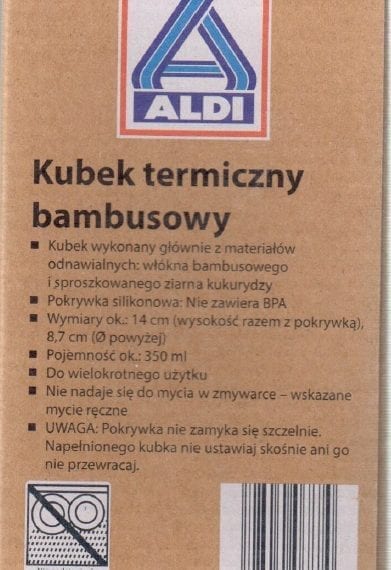 ALDI
Kubek termiczny
bambusowy
■ Kubek wykonany głównie z materiałów
odnawialnych: włókna bambusowego
i sproszkowanego ziarna kukurydzy
■ Pokrywka silikonowa: Nie zawiera BPA
■ Wymiary ok.: 14 cm (wysokość razem z pokrywką),
8,7 cm (Ø powyżej)
■ Pojemność ok.: 350 ml
■ Do wielokrotnego użytku
■ Nie nadaje się do mycia w zmywarce – wskazane
mycie ręczne
■ UWAGA: Pokrywka nie zamyka się szczelnie.
Napełnionego kubka nie ustawiaj skośnie ani go
nie przewracaj.